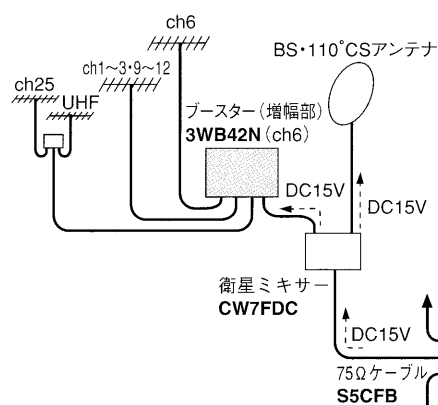 ch6
BS・110°CSアンテナ
ch1～3・9～12
ch25
UHF
ブースター(増幅部)
3WB42N(ch6)
DC15V
DC15V
衛星ミキサー
CW7FDC
DC15V
75Ωケーブル
S5CFB